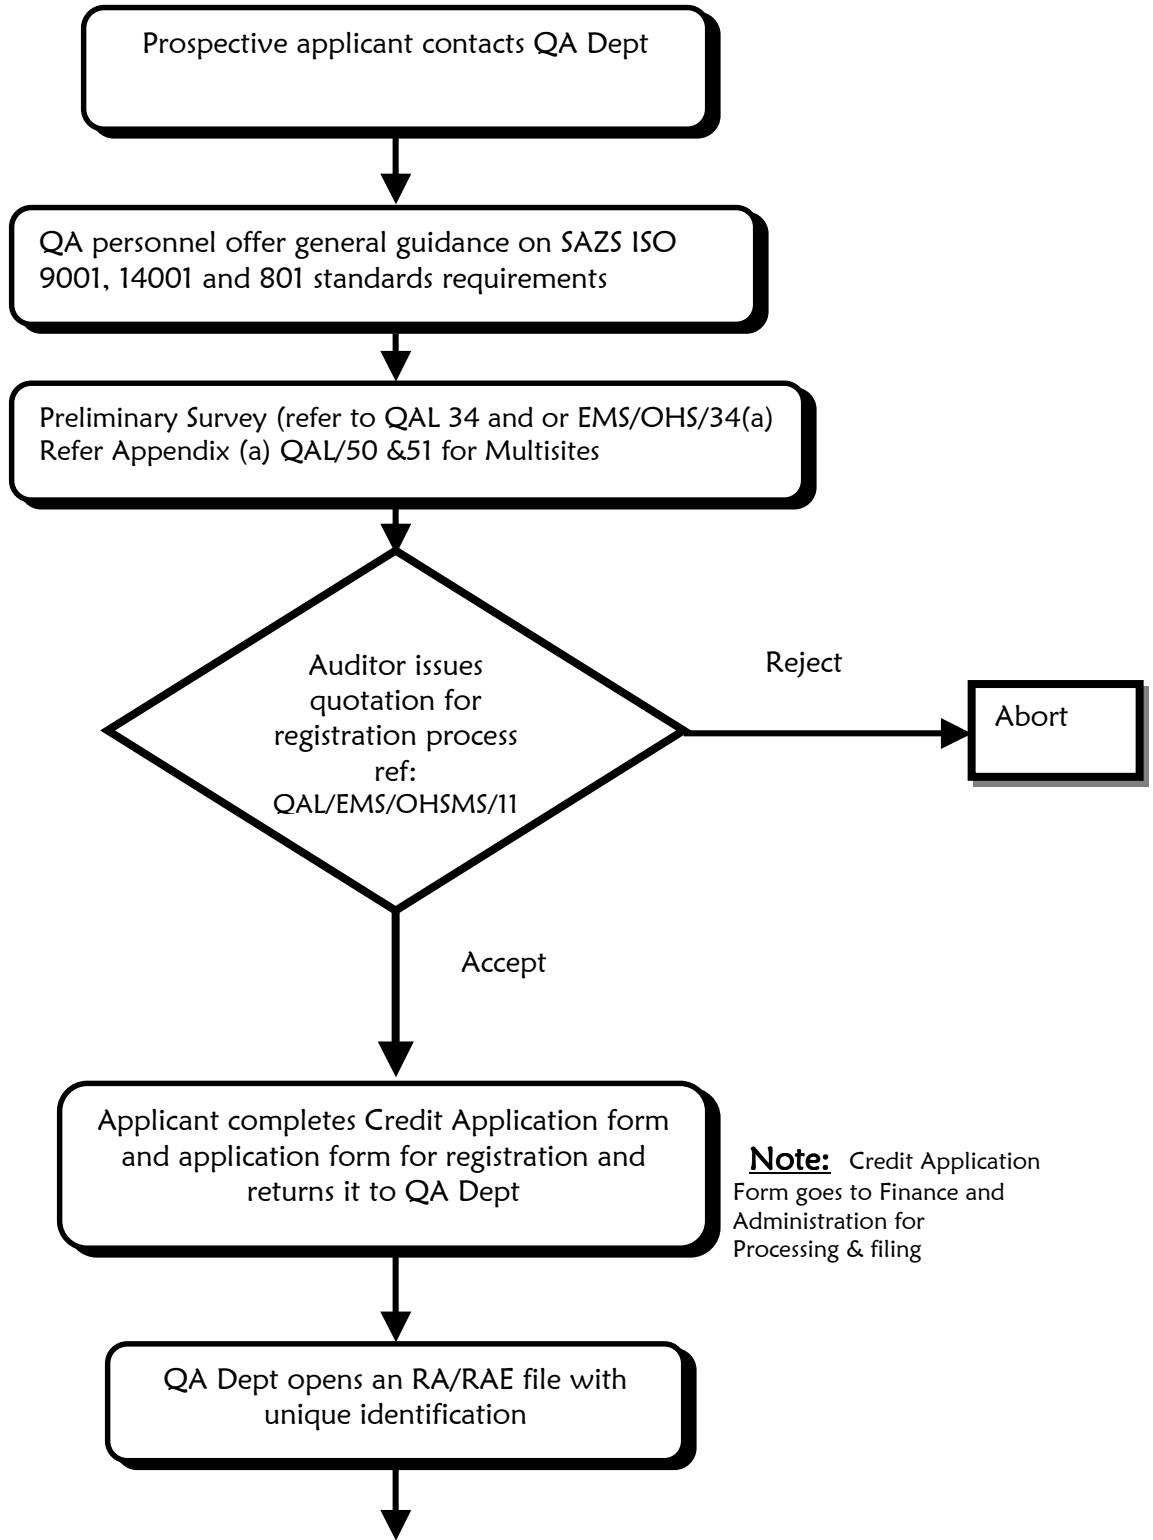 Prospective applicant contacts QA Dept
QA personnel offer general guidance on SAZS ISO
9001, 14001 and 801 standards requirements
Preliminary Survey (refer to QAL 34 and or EMS/OHS/34(a)
Refer Appendix (a) QAL/50 &51 for Multisites
Auditor issues
quotation for
registration process
ref:
QAL/EMS/OHSMS/11
Reject
Abort
Accept
Applicant completes Credit Application form
and application form for registration and
returns it to QA Dept
Note: Credit Application
Form goes to Finance and
Administration for
Processing & filing
QA Dept opens an RA/RAE file with
unique identification